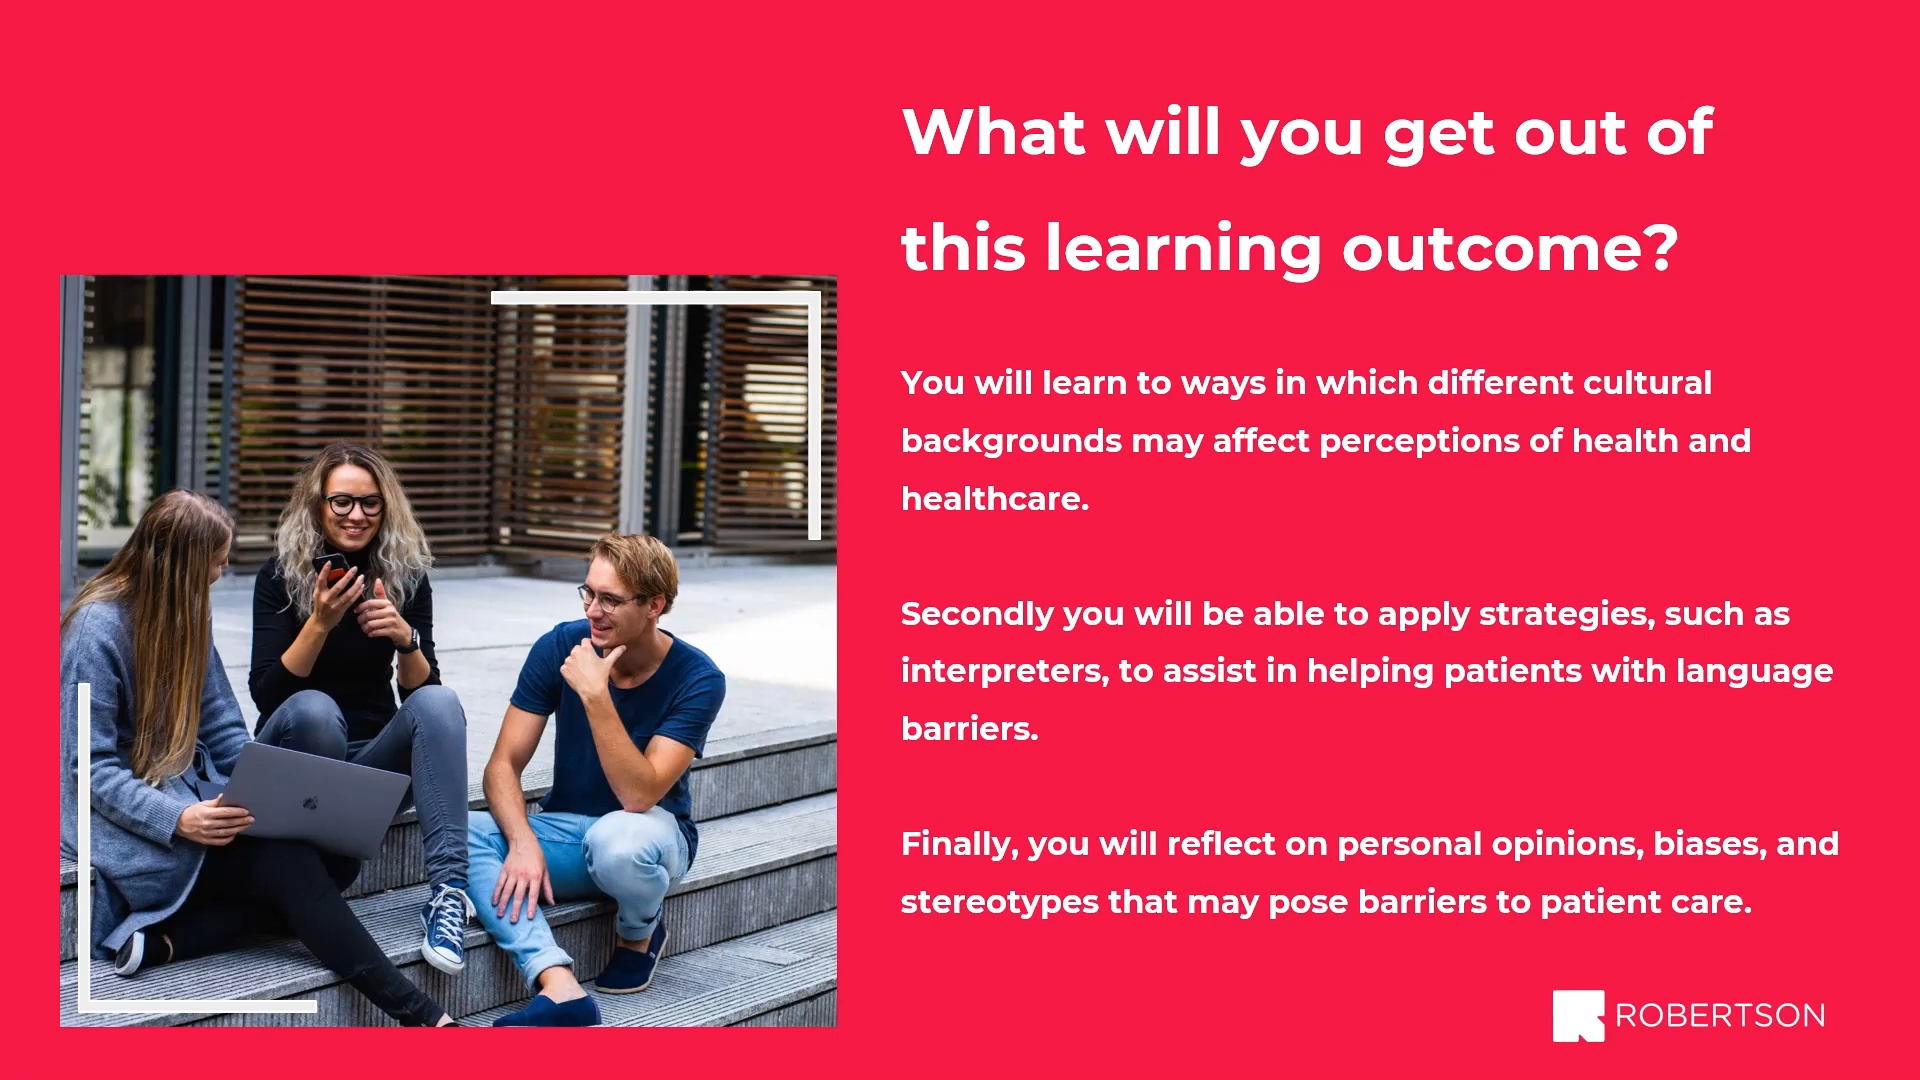 What will you get out of
this learning outcome?
You will learn to ways in which different cultural
backgrounds may affect perceptions of health and
healthcare.
Secondly you will be able to apply strategies, such as
interpreters, to assist in helping patients with language
barriers.
Finally, you will reflect on personal opinions, biases, and
stereotypes that may pose barriers to patient care.
ROBERTSON